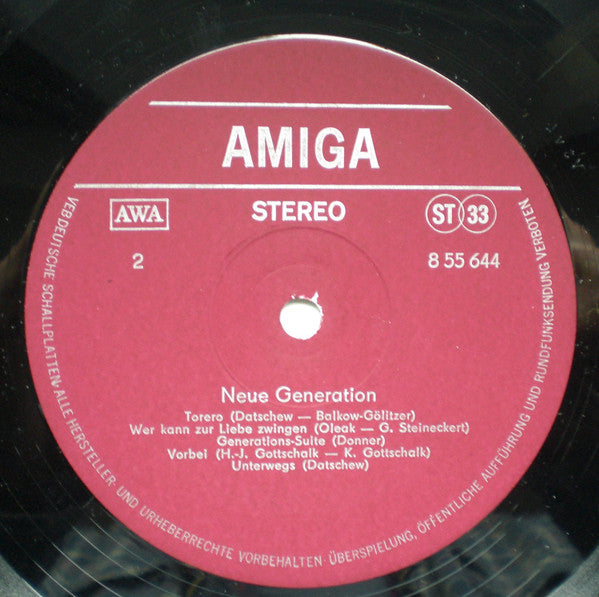 AMIGA
AWA
STEREO
ST 33
2
8 55 644
Neue Generation
Torero (Datschew — Balkow-Gölitzer)
Wer kann zur Liebe zwingen (Oleak — G. Steineckert)
Generations-Suite (Donner)
Vorbei (H.-J. Gottschalk — K. Gottschalk)
Unterwegs (Datschew)
VEB DEUTSCHE SCHALLPLATTEN · ALLE HERSTELLER- UND URHEBERRECHTE VORBEHALTEN · ÜBERSPIELUNG, ÖFFENTLICHE AUFFÜHRUNG UND RUNDFUNKSENDUNG VERBOTEN